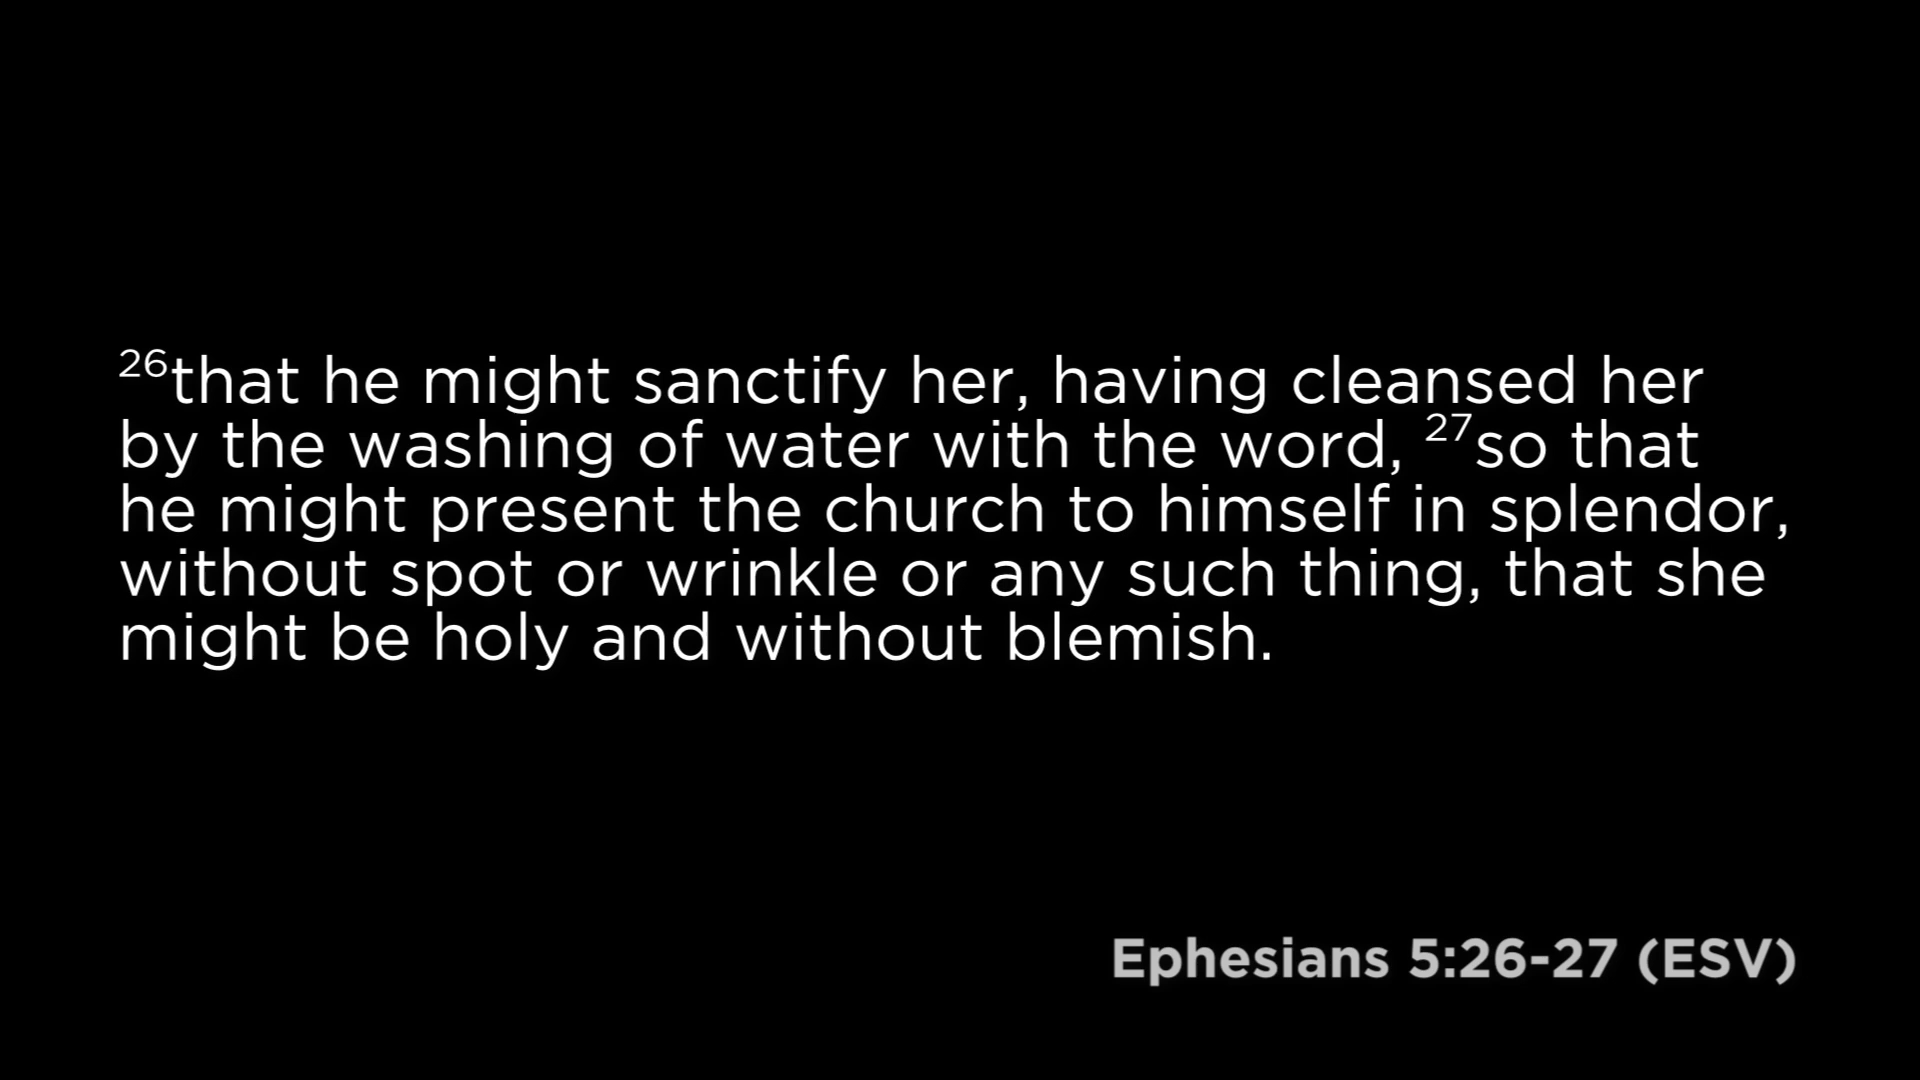 26that he might sanctify her, having cleansed her
by the washing of water with the word, 27so that
he might present the church to himself in splendor,
without spot or wrinkle or any such thing, that she
might be holy and without blemish.
Ephesians 5:26-27 (ESV)